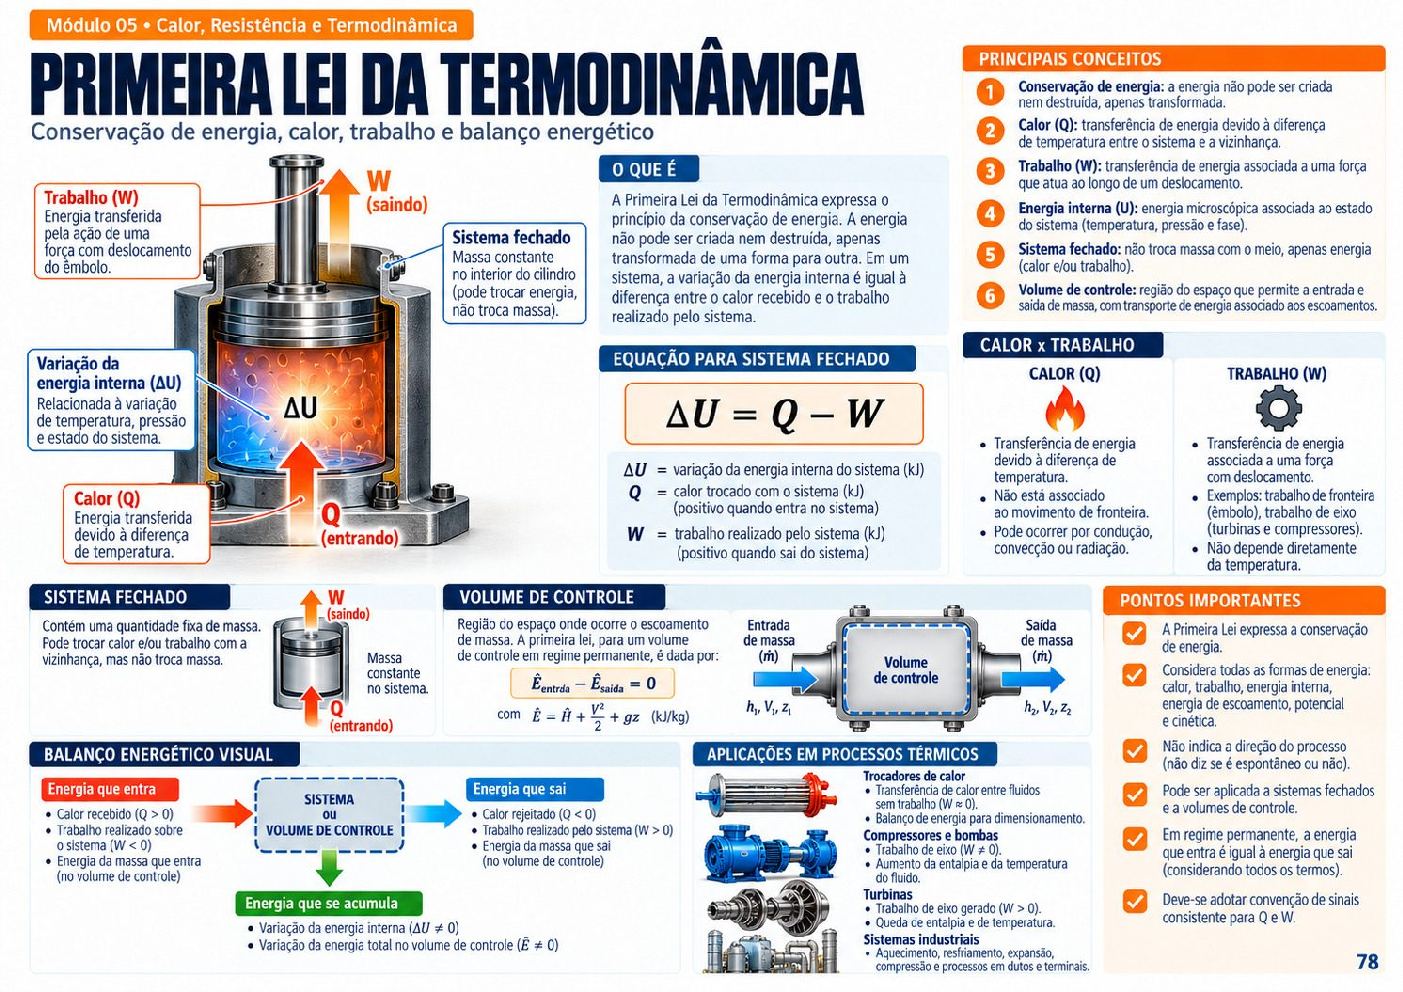 Módulo 05 • Calor, Resistência e Termodinâmica
PRIMEIRA LEI DA TERMODINÂMICA
Conservação de energia, calor, trabalho e balanço energético
Trabalho (W)
Energia transferida
pela ação de uma
força com deslocamento
do êmbolo.
W
(saindo)
Sistema fechado
Massa constante
no interior do cilindro
(pode trocar energia,
não troca massa).
Variação da
energia interna (ΔU)
Relacionada à variação
de temperatura, pressão
e estado do sistema.
ΔU
Calor (Q)
Energia transferida
devido à diferença
de temperatura.
Q
(entrando)
O QUE É
A Primeira Lei da Termodinâmica expressa o
princípio da conservação de energia. A energia
não pode ser criada nem destruída, apenas
transformada de uma forma para outra. Em um
sistema, a variação da energia interna é igual à
diferença entre o calor recebido e o trabalho
realizado pelo sistema.
EQUAÇÃO PARA SISTEMA FECHADO
ΔU = Q − W
ΔU = variação da energia interna do sistema (kJ)
Q = calor trocado com o sistema (kJ)
(positivo quando entra no sistema)
W = trabalho realizado pelo sistema (kJ)
(positivo quando sai do sistema)
PRINCIPAIS CONCEITOS
1 Conservação de energia: a energia não pode ser criada
nem destruída, apenas transformada.
2 Calor (Q): transferência de energia devido à diferença
de temperatura entre o sistema e a vizinhança.
3 Trabalho (W): transferência de energia associada a uma força
que atua ao longo de um deslocamento.
4 Energia interna (U): energia microscópica associada ao estado
do sistema (temperatura, pressão e fase).
5 Sistema fechado: não troca massa com o meio, apenas energia
(calor e/ou trabalho).
6 Volume de controle: região do espaço que permite a entrada e
saída de massa, com transporte de energia associado aos escoamentos.
CALOR x TRABALHO
CALOR (Q)
• Transferência de energia
devido à diferença de
temperatura.
• Não está associado
ao movimento de fronteira.
• Pode ocorrer por condução,
convecção ou radiação.
TRABALHO (W)
• Transferência de energia
associada a uma força
com deslocamento.
• Exemplos: trabalho de fronteira
(êmbolo), trabalho de eixo
(turbinas e compressores).
• Não depende diretamente
da temperatura.
SISTEMA FECHADO
Contém uma quantidade fixa de massa.
Pode trocar calor e/ou trabalho com a
vizinhança, mas não troca massa.
W
(saindo)
Massa
constante
no sistema.
Q
(entrando)
VOLUME DE CONTROLE
Região do espaço onde ocorre o escoamento
de massa. A primeira lei, para um volume
de controle em regime permanente, é dada por:
Ê entrda − Ê saída = 0
com Ê = Ĥ + V²/2 + gz (kJ/kg)
Entrada
de massa
(ṁ)
h₁, V₁, z₁
Volume
de controle
Saída
de massa
(ṁ)
h₂, V₂, z₂
PONTOS IMPORTANTES
A Primeira Lei expressa a conservação
de energia.
Considera todas as formas de energia:
calor, trabalho, energia interna,
energia de escoamento, potencial
e cinética.
Não indica a direção do processo
(não diz se é espontâneo ou não).
Pode ser aplicada a sistemas fechados
e a volumes de controle.
Em regime permanente, a energia
que entra é igual à energia que sai
(considerando todos os termos).
Deve-se adotar convenção de sinais
consistente para Q e W.
BALANÇO ENERGÉTICO VISUAL
Energia que entra
• Calor recebido (Q > 0)
• Trabalho realizado sobre
o sistema (W < 0)
• Energia da massa que entra
(no volume de controle)
SISTEMA
OU
VOLUME DE CONTROLE
Energia que sai
• Calor rejeitado (Q < 0)
• Trabalho realizado pelo sistema (W > 0)
• Energia da massa que sai
(no volume de controle)
Energia que se acumula
• Variação da energia interna (ΔU ≠ 0)
• Variação da energia total no volume de controle (Ē ≠ 0)
APLICAÇÕES EM PROCESSOS TÉRMICOS
Trocadores de calor
• Transferência de calor entre fluidos
sem trabalho (W ≈ 0).
• Balanço de energia para dimensionamento.
Compressores e bombas
• Trabalho de eixo (W ≠ 0).
• Aumento da entalpia e da temperatura
do fluido.
Turbinas
• Trabalho de eixo gerado (W > 0).
• Queda de entalpia e de temperatura.
Sistemas industriais
• Aquecimento, resfriamento, expansão,
compressão e processos em dutos e terminais.
78